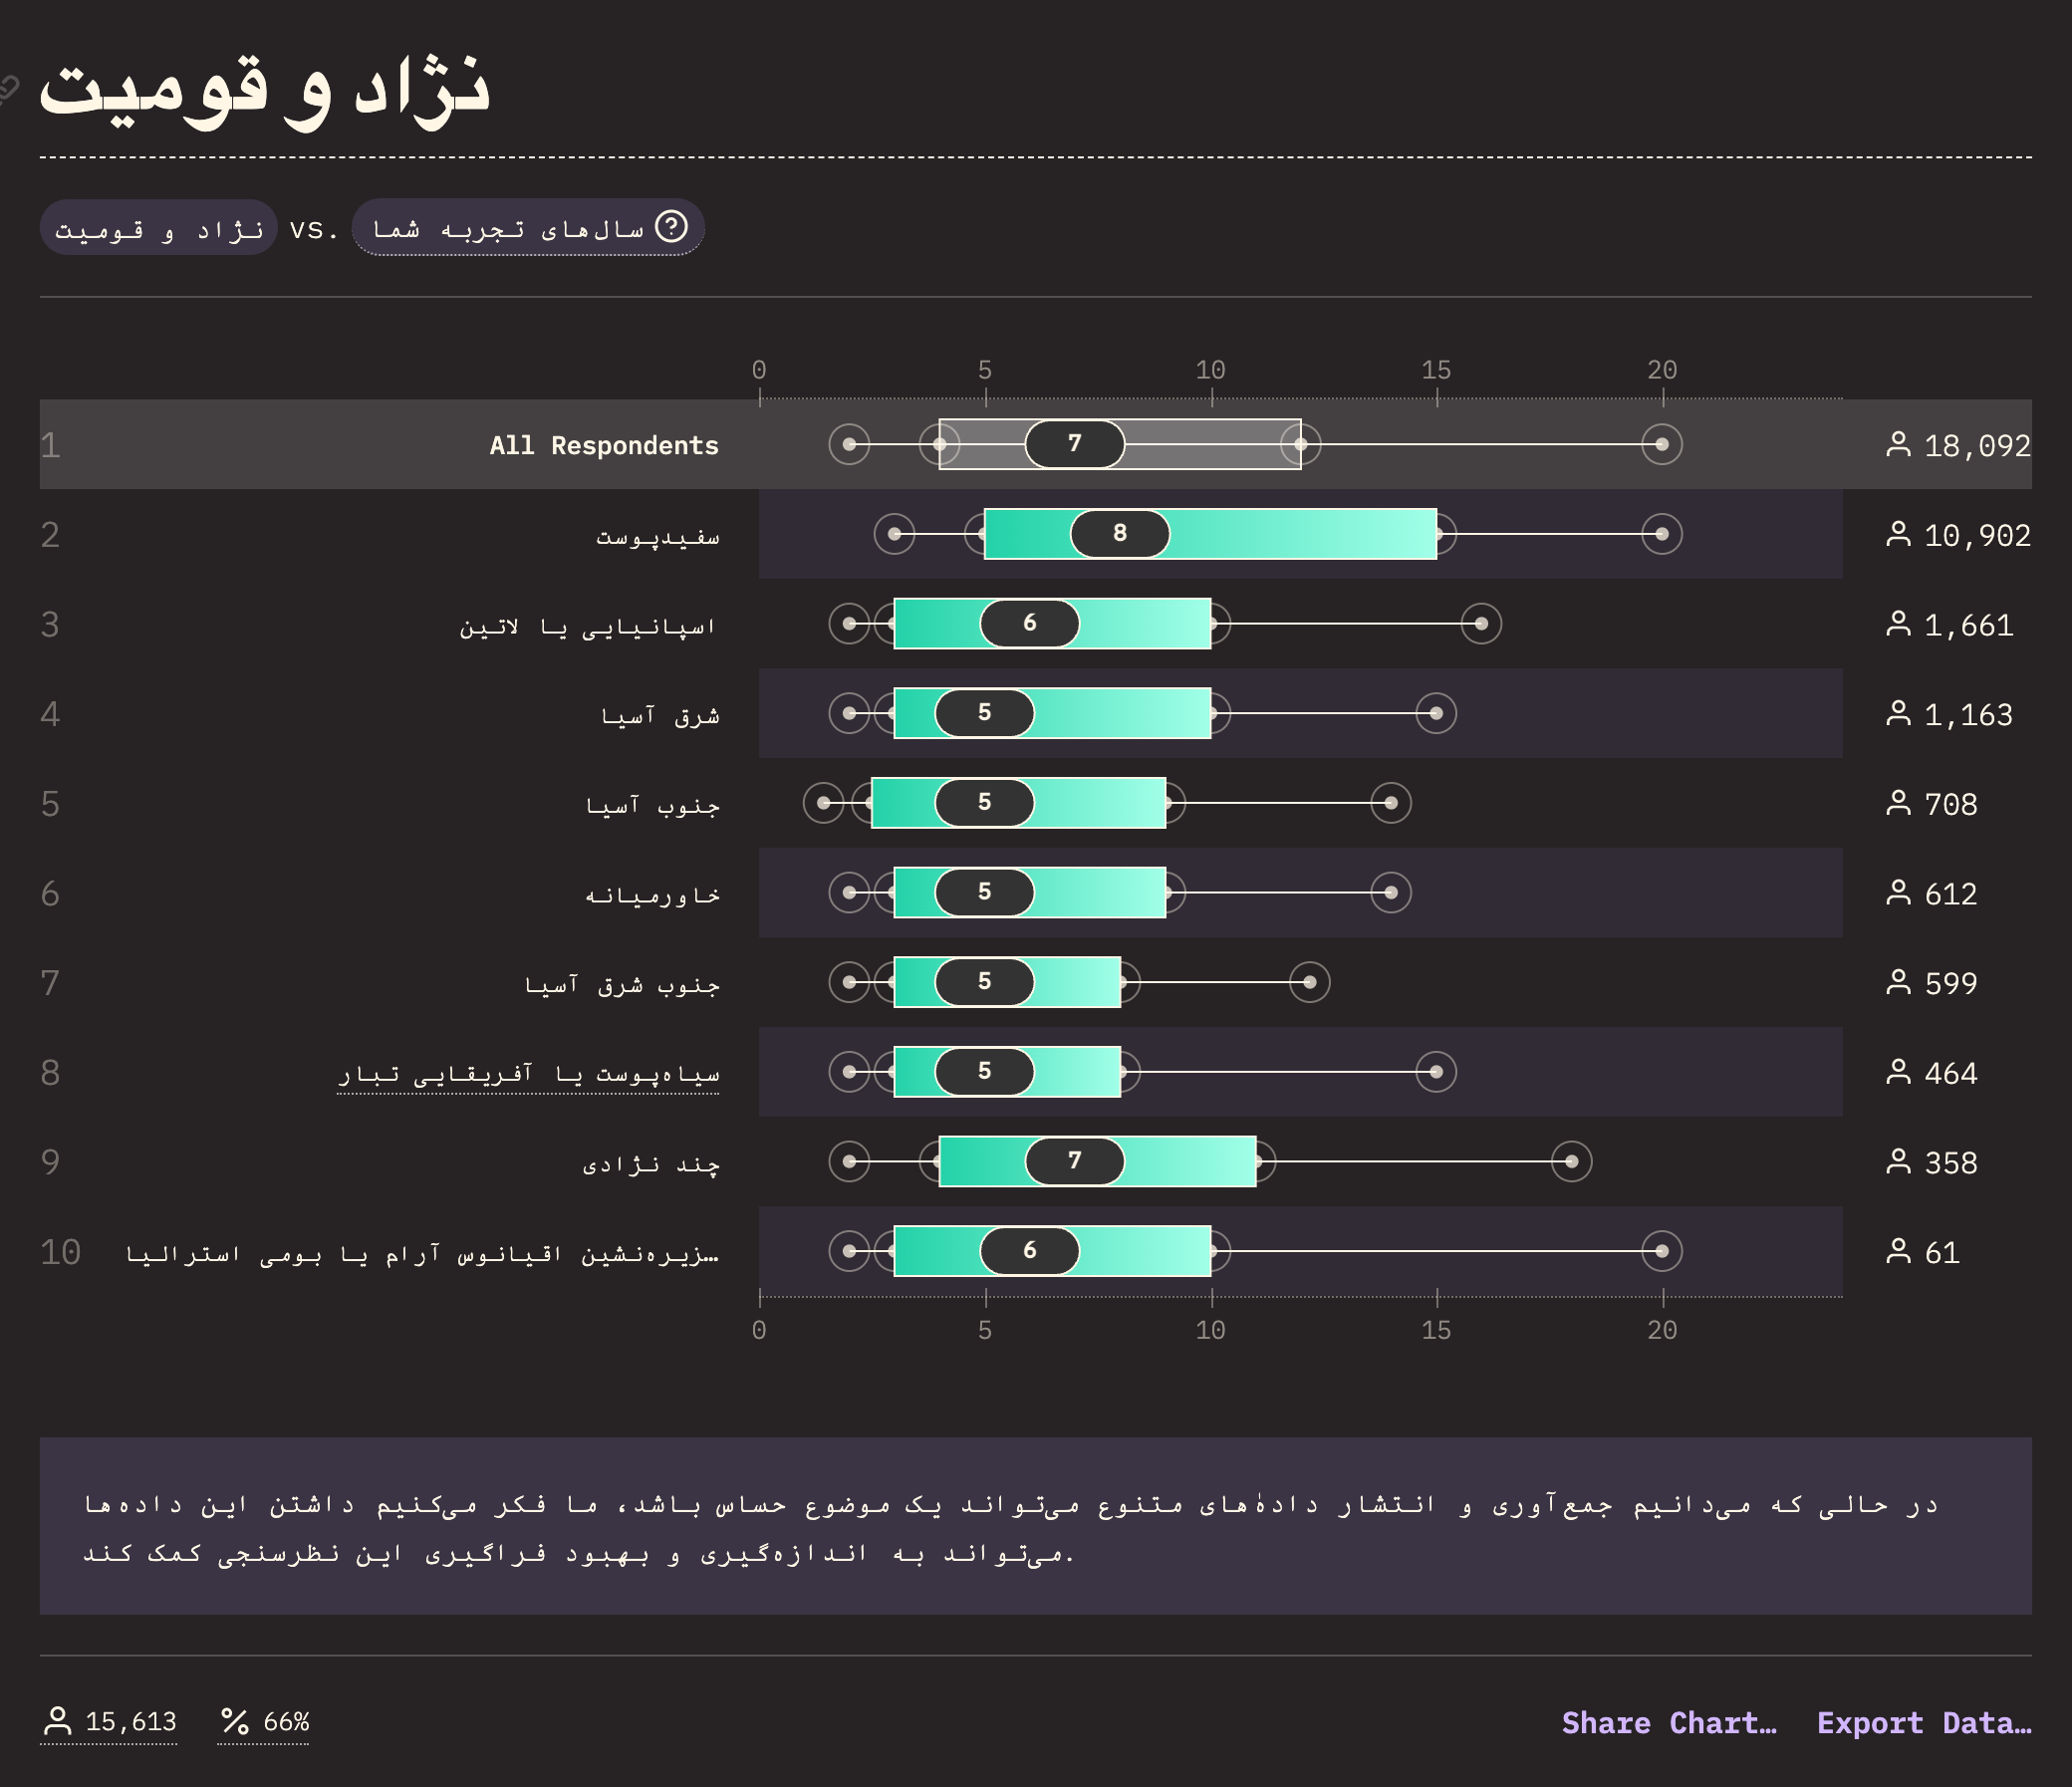 نژاد و قومیت
نژاد و قومیت vs. سال‌های تجربه شما
0 5 10 15 20
1 All Respondents 7 18,092
2 سفیدپوست 8 10,902
3 اسپانیایی یا لاتین 6 1,661
4 شرق آسیا 5 1,163
5 جنوب آسیا 5 708
6 خاورمیانه 5 612
7 جنوب شرق آسیا 5 599
8 سیاه‌پوست یا آفریقایی تبار 5 464
9 چند نژادی 7 358
10 …زیره‌نشین اقیانوس آرام یا بومی استرالیا 6 61
0 5 10 15 20
در حالی که می‌دانیم جمع‌آوری و انتشار دادهٔ‌های متنوع می‌تواند یک موضوع حساس باشد، ما فکر می‌کنیم داشتن این داده‌ها
می‌تواند به اندازه‌گیری و بهبود فراگیری این نظرسنجی کمک کند.
15,613 66% Share Chart… Export Data…